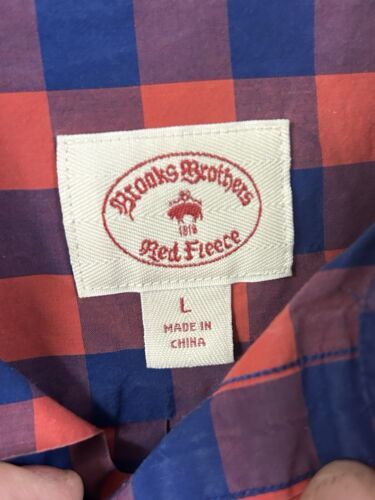 Brooks Brothers
1818
Red Fleece
L
MADE IN
CHINA